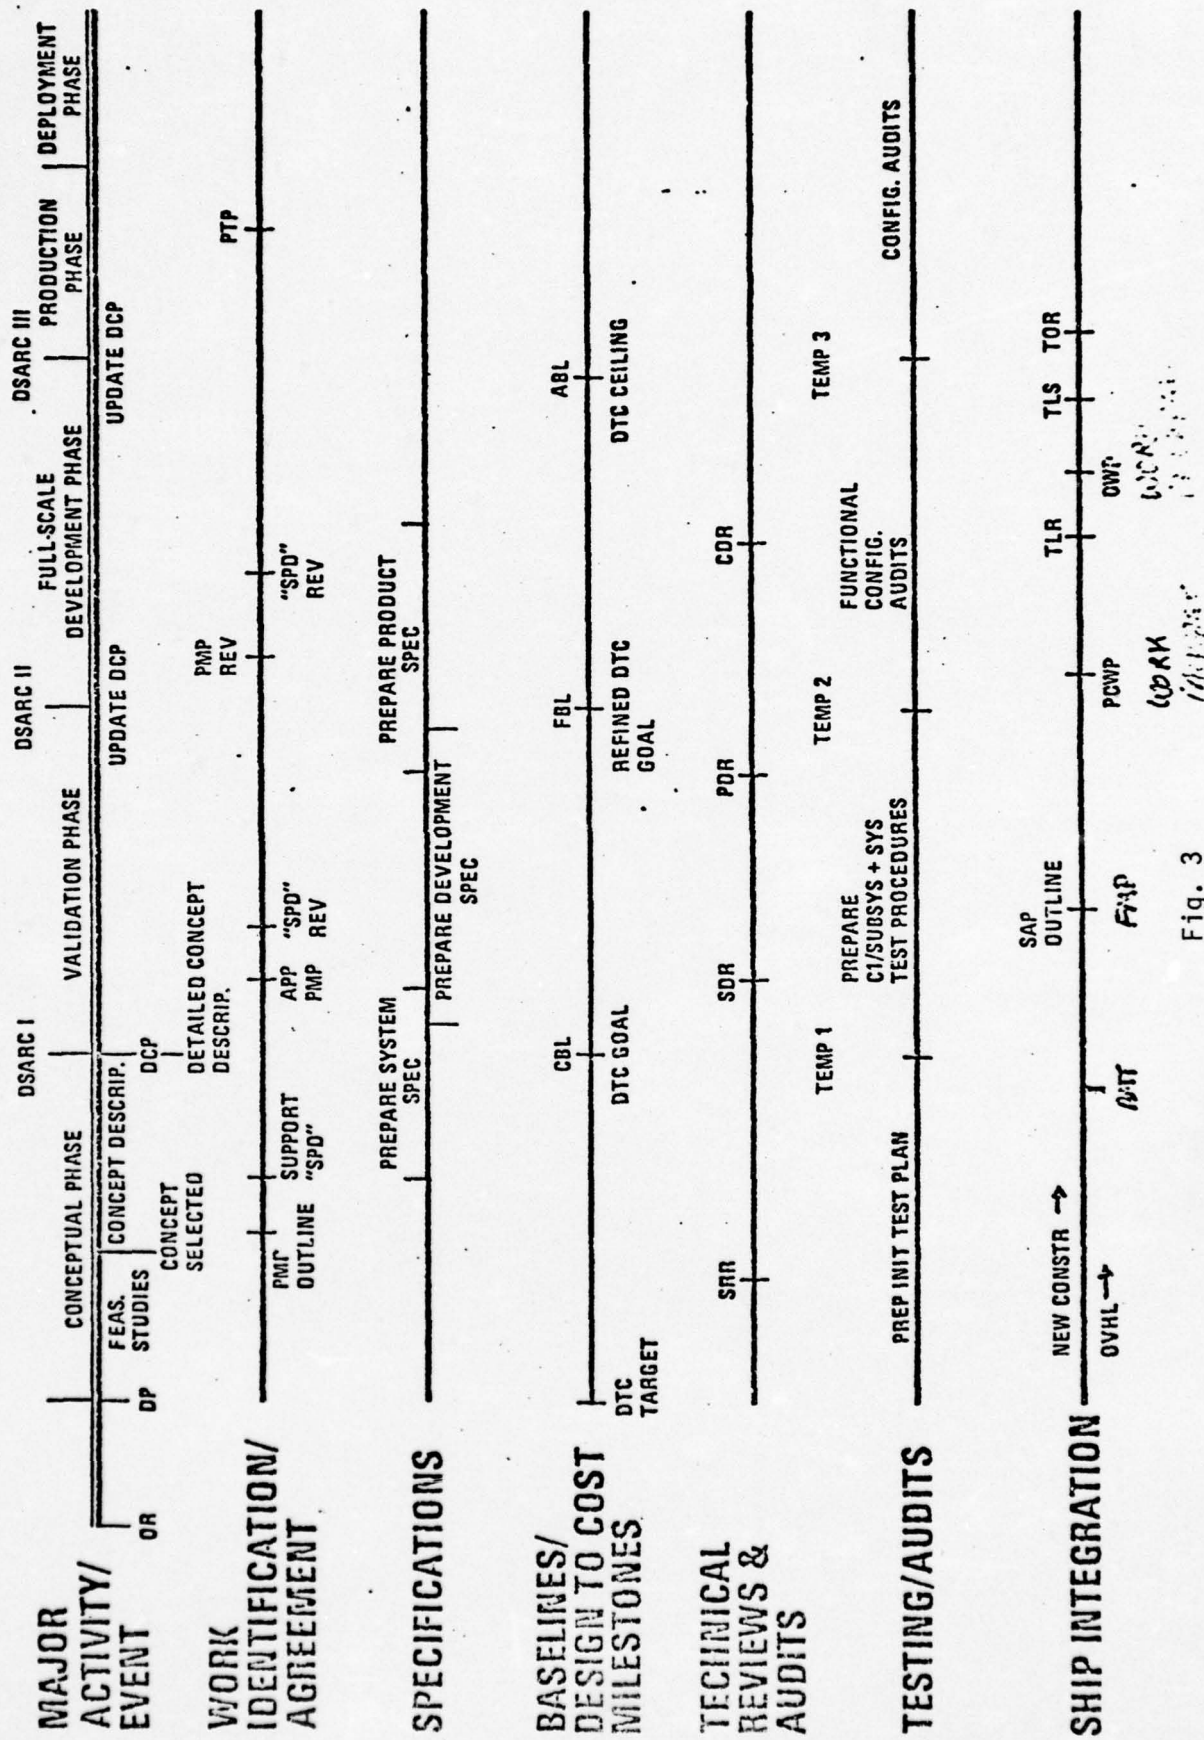 MAJOR
ACTIVITY/
EVENT
DSARC I
DSARC II
DSARC III
CONCEPTUAL PHASE
VALIDATION PHASE
FULL-SCALE
DEVELOPMENT PHASE
PRODUCTION
PHASE
DEPLOYMENT
PHASE
OR
DP
FEAS.
STUDIES
CONCEPT DESCRIP.
CONCEPT
SELECTED
DCP
UPDATE DCP
UPDATE DCP
WORK
IDENTIFICATION/
AGREEMENT
DETAILED CONCEPT
DESCRIP.
PMP
REV
PTP
OUTLINE
SUPPORT
"SPD"
APP
PMP
"SPD"
REV
"SPD"
REV
SPECIFICATIONS
PREPARE SYSTEM
SPEC
PREPARE DEVELOPMENT
SPEC
PREPARE PRODUCT
SPEC
BASELINES/
DESIGN TO COST
MILESTONES
CBL
FBL
ABL
DTC
TARGET
DTC GOAL
REFINED DTC
GOAL
DTC CEILING
TECHNICAL
REVIEWS &
AUDITS
SRR
SDR
PDR
CDR
TESTING/AUDITS
TEMP 1
TEMP 2
TEMP 3
PREP INIT TEST PLAN
PREPARE
C1/SUBSYS + SYS
TEST PROCEDURES
FUNCTIONAL
CONFIG.
AUDITS
CONFIG. AUDITS
SHIP INTEGRATION
NEW CONSTR →
SAP
OUTLINE
TLR
TLS
TOR
OVHL →
FMP
PCWP
OWP
WORK
WORK
Fig. 3